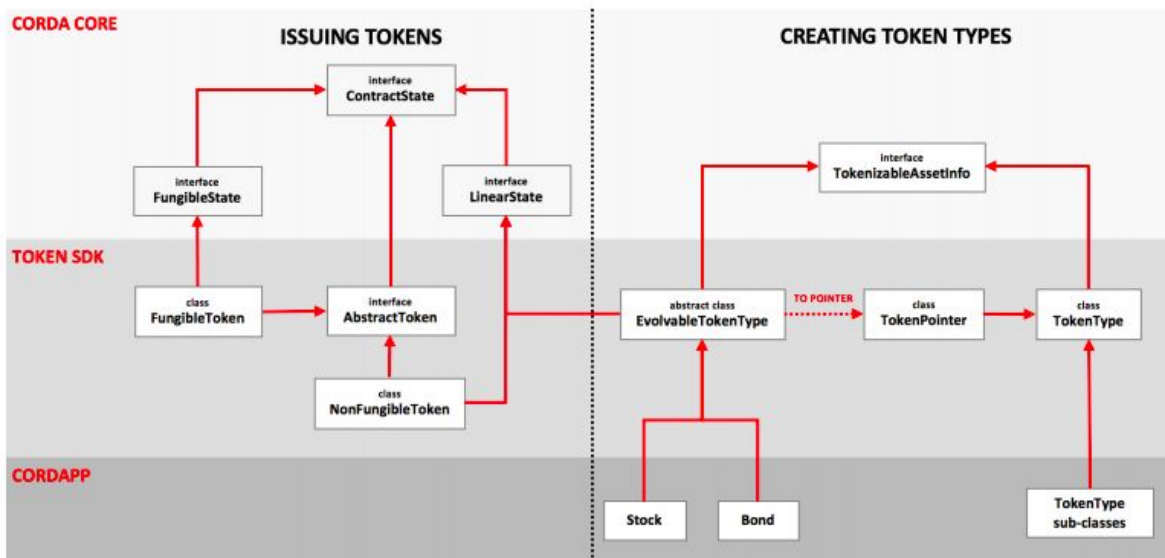 CORDA CORE
ISSUING TOKENS
CREATING TOKEN TYPES
interface
ContractState
interface
FungibleState
interface
LinearState
interface
TokenizableAssetInfo
TOKEN SDK
class
FungibleToken
interface
AbstractToken
abstract class
EvolvableTokenType
TO POINTER
class
TokenPointer
class
TokenType
class
NonFungibleToken
CORDAPP
Stock
Bond
TokenType
sub-classes